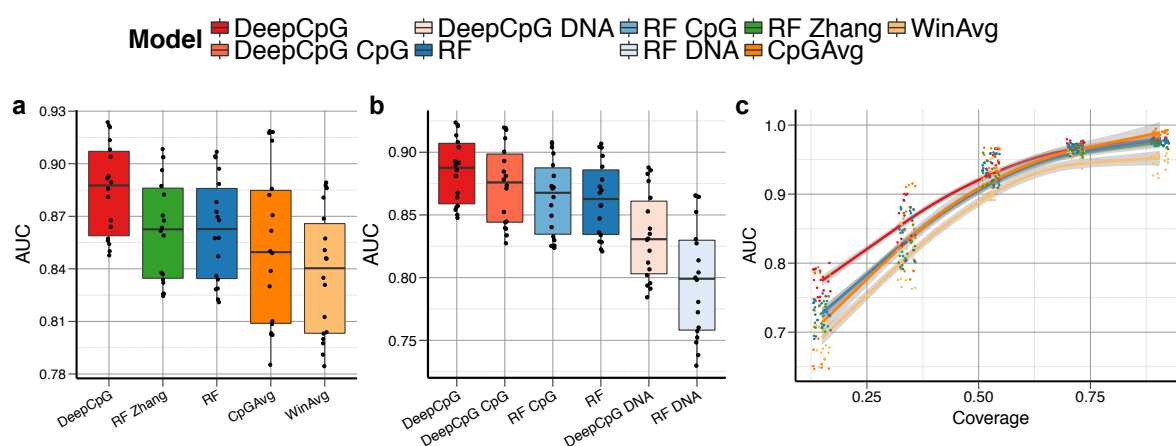 Model DeepCpG DeepCpG DNA RF CpG RF Zhang WinAvg
DeepCpG CpG RF RF DNA CpGAvg
a
0.93
0.90
0.87
0.84
0.81
0.78
AUC
DeepCpG
RF Zhang
RF
CpGAvg
WinAvg
b
0.90
0.85
0.80
0.75
AUC
DeepCpG
DeepCpG CpG
RF CpG
RF
DeepCpG DNA
RF DNA
c
1.0
0.9
0.8
0.7
AUC
0.25 0.50 0.75
Coverage